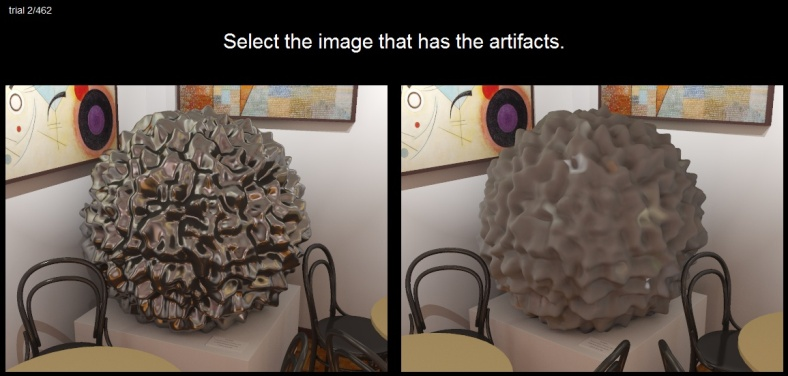 trial 2/462
Select the image that has the artifacts.